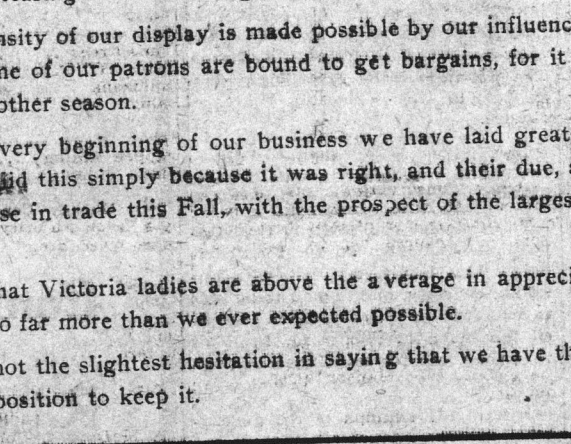 nsity of our display is made possible by our influenc
ne of our patrons are bound to get bargains, for it
other season.
very beginning of our business we have laid great
did this simply because it was right, and their due,
se in trade this Fall, with the prospect of the larges
hat Victoria ladies are above the average in appreci
o far more than we ever expected possible.
not the slightest hesitation in saying that we have th
position to keep it.